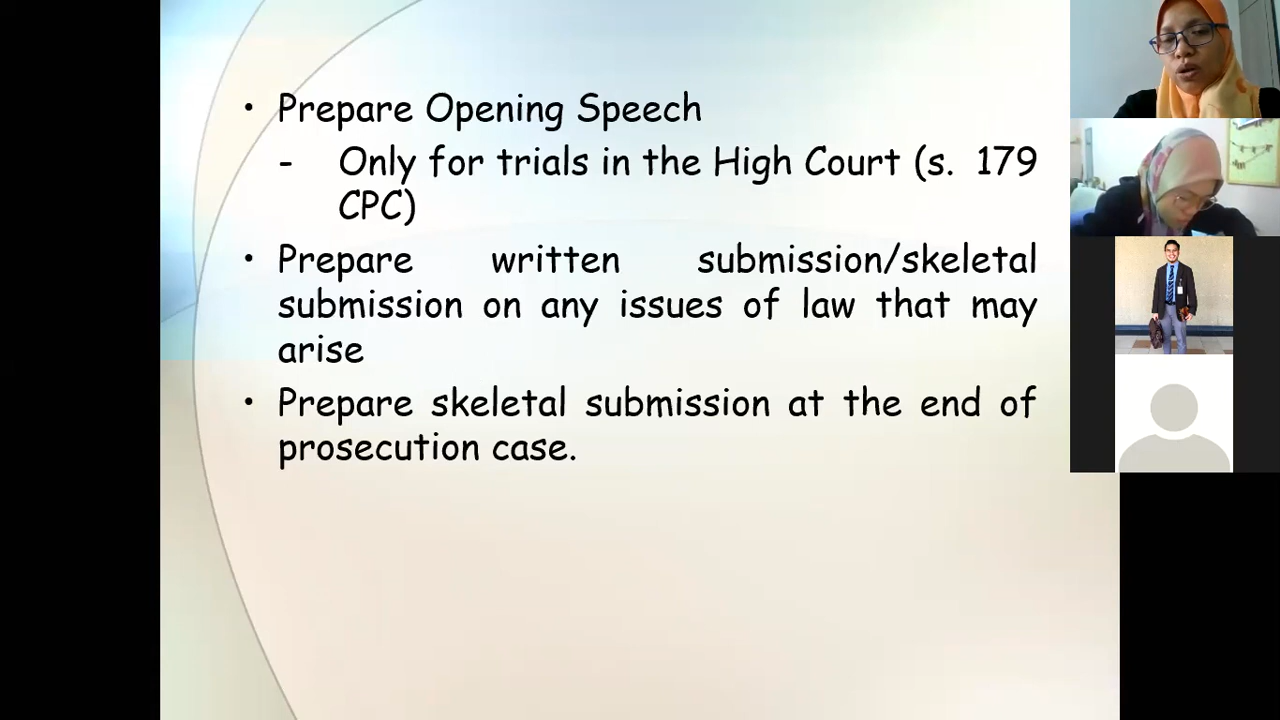 • Prepare Opening Speech
- Only for trials in the High Court (s. 179
CPC)
• Prepare written submission/skeletal
submission on any issues of law that may
arise
• Prepare skeletal submission at the end of
prosecution case.